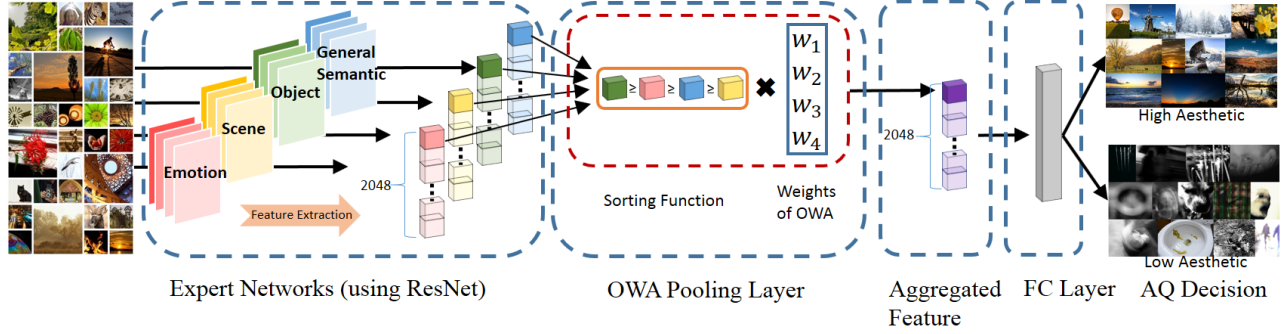 General
Semantic
Object
Scene
Emotion
2048
Feature Extraction
≥ ≥ ≥
w1
w2
w3
w4
Sorting Function
Weights
of OWA
2048
High Aesthetic
Low Aesthetic
Expert Networks (using ResNet)
OWA Pooling Layer
Aggregated
Feature
FC Layer
AQ Decision